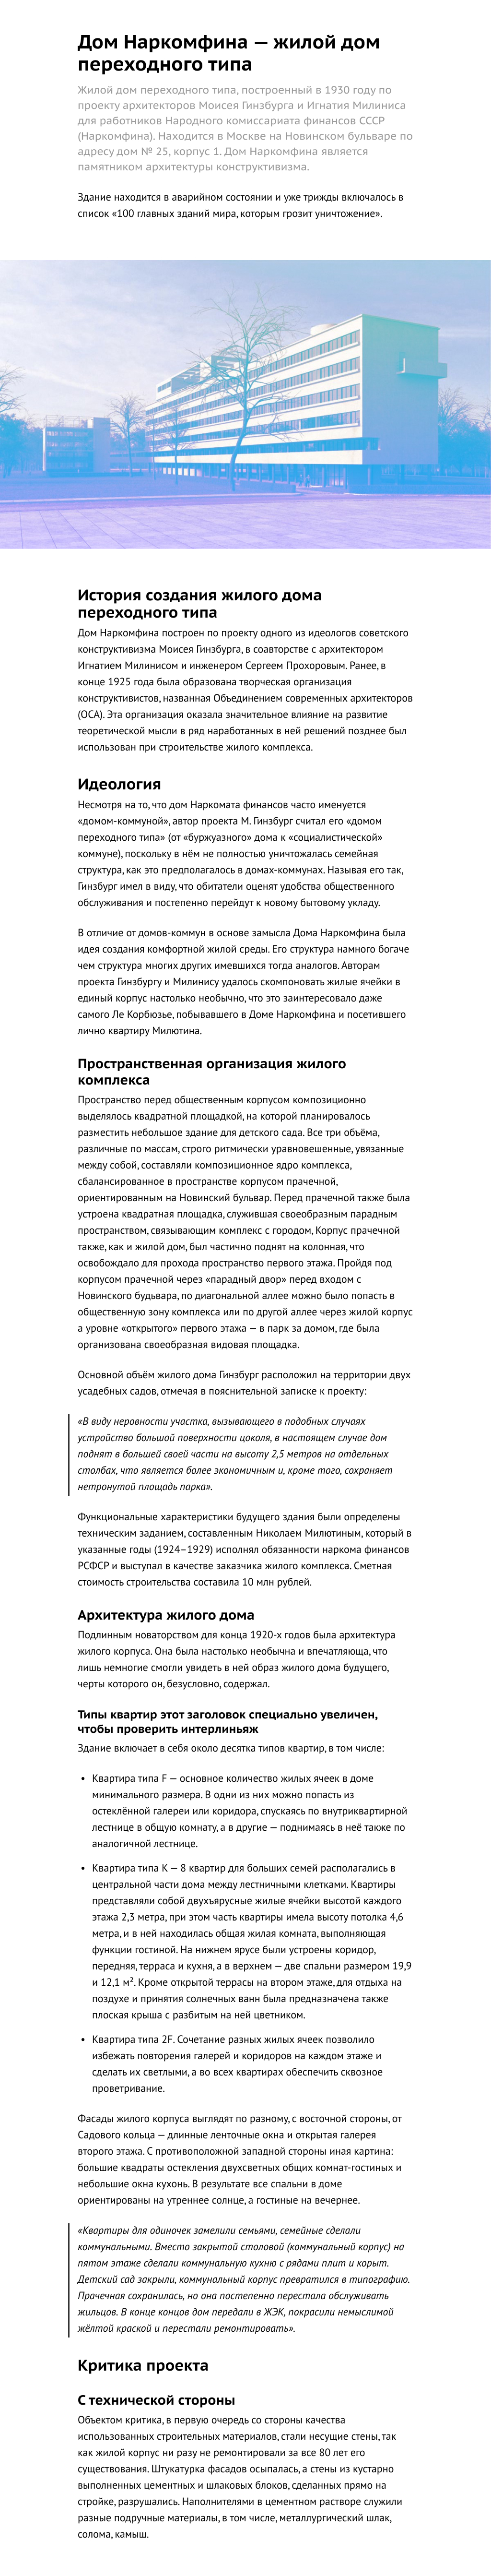 Дом Наркомфина — жилой дом
переходного типа
Жилой дом переходного типа, построенный в 1930 году по
проекту архитекторов Моисея Гинзбурга и Игнатия Милиниса
для работников Народного комиссариата финансов СССР
(Наркомфина). Находится в Москве на Новинском бульваре по
адресу дом № 25, корпус 1. Дом Наркомфина является
памятником архитектуры конструктивизма.
Здание находится в аварийном состоянии и уже трижды включалось в
список «100 главных зданий мира, которым грозит уничтожение».
История создания жилого дома
переходного типа
Дом Наркомфина построен по проекту одного из идеологов советского
конструктивизма Моисея Гинзбурга, в соавторстве с архитектором
Игнатием Милинисом и инженером Сергеем Прохоровым. Ранее, в
конце 1925 года была образована творческая организация
конструктивистов, названная Объединением современных архитекторов
(ОСА). Эта организация оказала значительное влияние на развитие
теоретической мысли в ряд наработанных в ней решений позднее был
использован при строительстве жилого комплекса.
Идеология
Несмотря на то, что дом Наркомата финансов часто именуется
«домом-коммуной», автор проекта М. Гинзбург считал его «домом
переходного типа» (от «буржуазного» дома к «социалистической»
коммуне), поскольку в нём не полностью уничтожалась семейная
структура, как это предполагалось в домах-коммунах. Называя его так,
Гинзбург имел в виду, что обитатели оценят удобства общественного
обслуживания и постепенно перейдут к новому бытовому укладу.
В отличие от домов-коммун в основе замысла Дома Наркомфина была
идея создания комфортной жилой среды. Его структура намного богаче
чем структура многих других имевшихся тогда аналогов. Авторам
проекта Гинзбургу и Милинису удалось скомпоновать жилые ячейки в
единый корпус настолько необычно, что это заинтересовало даже
самого Ле Корбюзье, побывавшего в Доме Наркомфина и посетившего
лично квартиру Милютина.
Пространственная организация жилого
комплекса
Пространство перед общественным корпусом композиционно
выделялось квадратной площадкой, на которой планировалось
разместить небольшое здание для детского сада. Все три объёма,
различные по массам, строго ритмически уравновешенные, увязанные
между собой, составляли композиционное ядро комплекса,
сбалансированное в пространстве корпусом прачечной,
ориентированным на Новинский бульвар. Перед прачечной также была
устроена квадратная площадка, служившая своеобразным парадным
пространством, связывающим комплекс с городом, Корпус прачечной
также, как и жилой дом, был частично поднят на колонная, что
освобождало для прохода пространство первого этажа. Пройдя под
корпусом прачечной через «парадный двор» перед входом с
Новинского будьвара, по диагональной аллее можно было попасть в
общественную зону комплекса или по другой аллее через жилой корпус
а уровне «открытого» первого этажа — в парк за домом, где была
организована своеобразная видовая площадка.
Основной объём жилого дома Гинзбург расположил на территории двух
усадебных садов, отмечая в пояснительной записке к проекту:
«В виду неровности участка, вызывающего в подобных случаях
устройство большой поверхности цоколя, в настоящем случае дом
поднят в большей своей части на высоту 2,5 метров на отдельных
столбах, что является более экономичным и, кроме того, сохраняет
нетронутой площадь парка».
Функциональные характеристики будущего здания были определены
техническим заданием, составленным Николаем Милютиным, который в
указанные годы (1924–1929) исполнял обязанности наркома финансов
РСФСР и выступал в качестве заказчика жилого комплекса. Сметная
стоимость строительства составила 10 млн рублей.
Архитектура жилого дома
Подлинным новаторством для конца 1920-х годов была архитектура
жилого корпуса. Она была настолько необычна и впечатляюща, что
лишь немногие смогли увидеть в ней образ жилого дома будущего,
черты которого он, безусловно, содержал.
Типы квартир этот заголовок специально увеличен,
чтобы проверить интерлиньяж
Здание включает в себя около десятка типов квартир, в том числе:
• Квартира типа F — основное количество жилых ячеек в доме
минимального размера. В одни из них можно попасть из
остеклённой галереи или коридора, спускаясь по внутриквартирной
лестнице в общую комнату, а в другие — поднимаясь в неё также по
аналогичной лестнице.
• Квартира типа К — 8 квартир для больших семей располагались в
центральной части дома между лестничными клетками. Квартиры
представляли собой двухъярусные жилые ячейки высотой каждого
этажа 2,3 метра, при этом часть квартиры имела высоту потолка 4,6
метра, и в ней находилась общая жилая комната, выполняющая
функции гостиной. На нижнем ярусе были устроены коридор,
передняя, терраса и кухня, а в верхнем — две спальни размером 19,9
и 12,1 м². Кроме открытой террасы на втором этаже, для отдыха на
поздухе и принятия солнечных ванн была предназначена также
плоская крыша с разбитым на ней цветником.
• Квартира типа 2F. Сочетание разных жилых ячеек позволило
избежать повторения галерей и коридоров на каждом этаже и
сделать их светлыми, а во всех квартирах обеспечить сквозное
проветривание.
Фасады жилого корпуса выглядят по разному, с восточной стороны, от
Садового кольца — длинные ленточные окна и открытая галерея
второго этажа. С противоположной западной стороны иная картина:
большие квадраты остекления двухсветных общих комнат-гостиных и
небольшие окна кухонь. В результате все спальни в доме
ориентированы на утреннее солнце, а гостиные на вечернее.
«Квартиры для одиночек замелили семьями, семейные сделали
коммунальными. Вместо закрытой столовой (коммунальный корпус) на
пятом этаже сделали коммунальную кухню с рядами плит и корыт.
Детский сад закрыли, коммунальный корпус превратился в типографию.
Прачечная сохранилась, но она постепенно перестала обслуживать
жильцов. В конце концов дом передали в ЖЭК, покрасили немыслимой
жёлтой краской и перестали ремонтировать».
Критика проекта
С технической стороны
Объектом критика, в первую очередь со стороны качества
использованных строительных материалов, стали несущие стены, так
как жилой корпус ни разу не ремонтировали за все 80 лет его
существования. Штукатурка фасадов осыпалась, а стены из кустарно
выполненных цементных и шлаковых блоков, сделанных прямо на
стройке, разрушались. Наполнителями в цементном растворе служили
разные подручные материалы, в том числе, металлургический шлак,
солома, камыш.